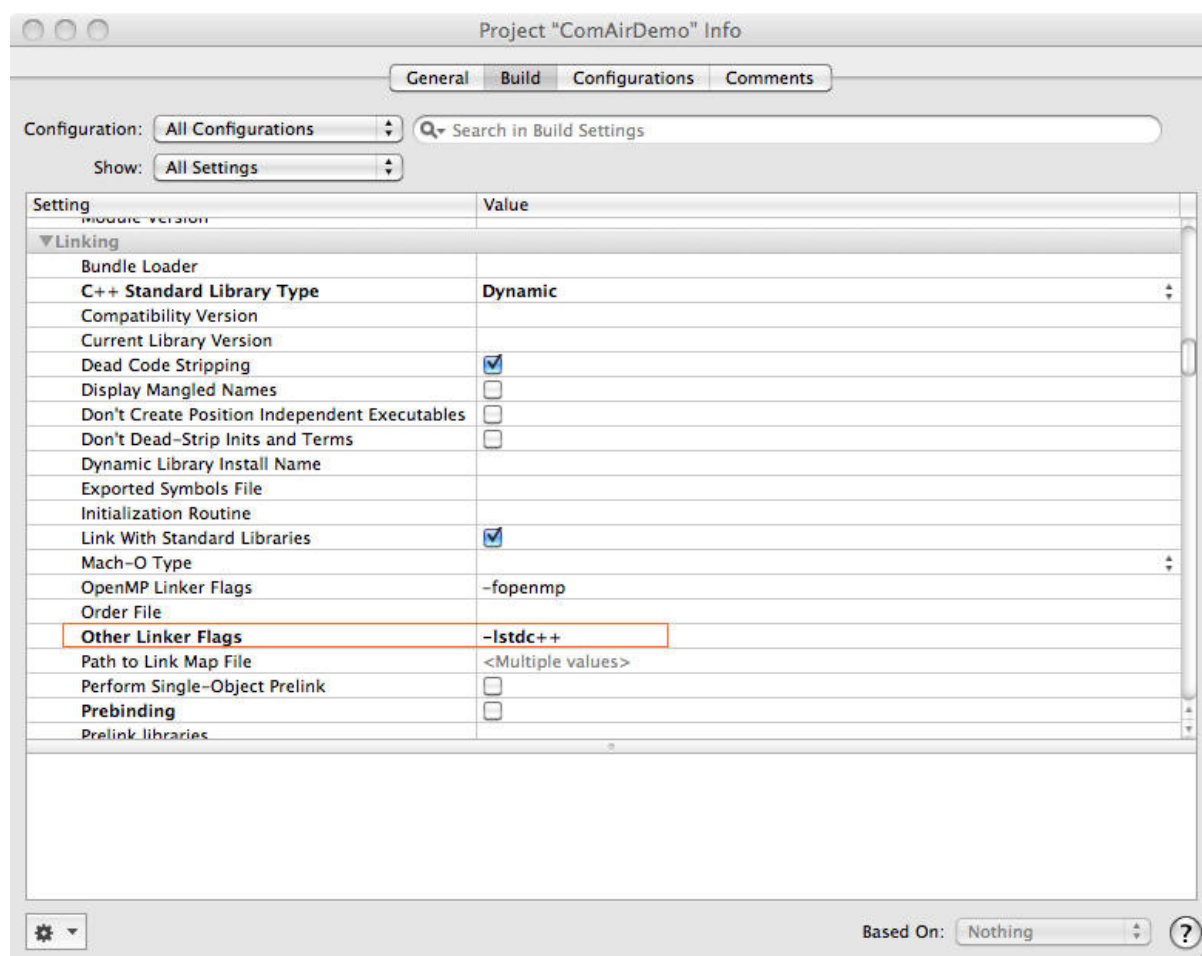 Project "ComAirDemo" Info
General Build Configurations Comments
Configuration: All Configurations Search in Build Settings
Show: All Settings
Setting Value
Module Version
Linking
Bundle Loader
C++ Standard Library Type Dynamic
Compatibility Version
Current Library Version
Dead Code Stripping
Display Mangled Names
Don't Create Position Independent Executables
Don't Dead-Strip Inits and Terms
Dynamic Library Install Name
Exported Symbols File
Initialization Routine
Link With Standard Libraries
Mach-O Type
OpenMP Linker Flags -fopenmp
Order File
Other Linker Flags -lstdc++
Path to Link Map File <Multiple values>
Perform Single-Object Prelink
Prebinding
Prelink libraries
Based On: Nothing ?